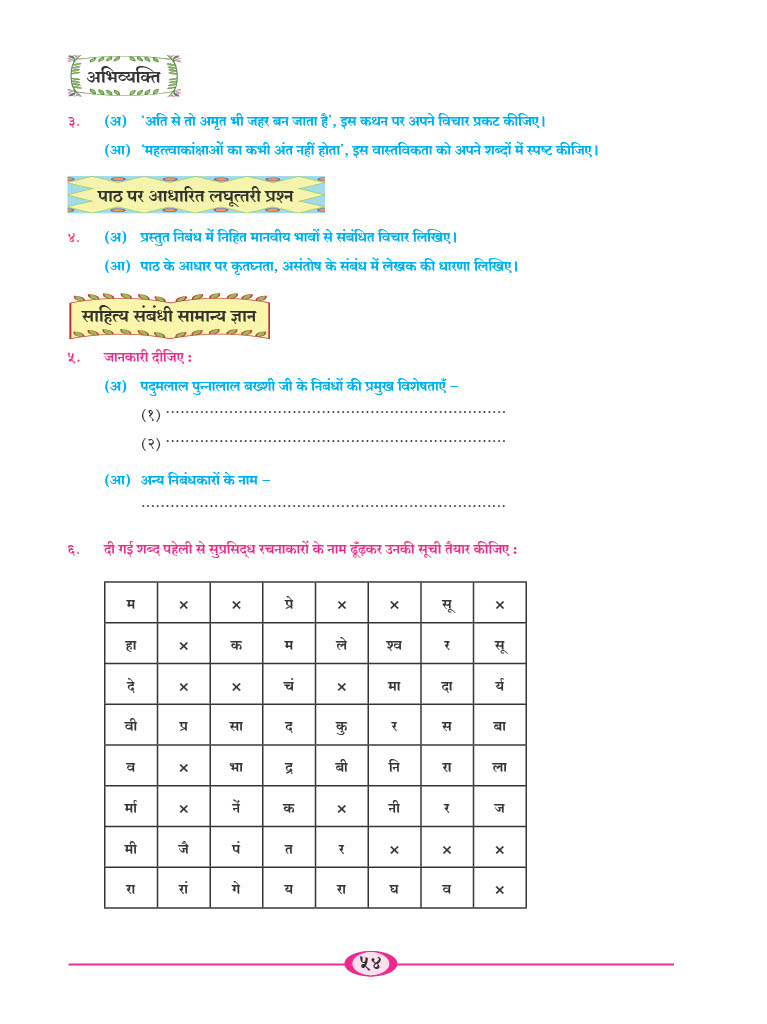 अभिव्यक्ति
३. (अ) ‘अति से तो अमृत भी जहर बन जाता है’, इस कथन पर अपने विचार प्रकट कीजिए।
(आ) ‘महत्त्वाकांक्षाओं का कभी अंत नहीं होता’, इस वास्तविकता को अपने शब्दों में स्पष्ट कीजिए।
पाठ पर आधारित लघूत्तरी प्रश्न
४. (अ) प्रस्तुत निबंध में निहित मानवीय भावों से संबंधित विचार लिखिए।
(आ) पाठ के आधार पर कृतघ्नता, असंतोष के संबंध में लेखक की धारणा लिखिए।
साहित्य संबंधी सामान्य ज्ञान
५. जानकारी दीजिए :
(अ) पदुमलाल पुन्नालाल बख्शी जी के निबंधों की प्रमुख विशेषताएँ –
(१) ......................................................................
(२) ......................................................................
(आ) अन्य निबंधकारों के नाम –
...........................................................................
६. दी गई शब्द पहेली से सुप्रसिद्ध रचनाकारों के नाम ढूँढ़कर उनकी सूची तैयार कीजिए :
म × × प्रे × × सू ×
हा × क म ले श्व र सू
दे × × चं × मा दा र्य
वी प्र सा द कु र स बा
व × भा द्र बी नि रा ला
र्मा × नें क × नी र ज
मी जै पं त र × × ×
रा रां गे य रा घ व ×
५४